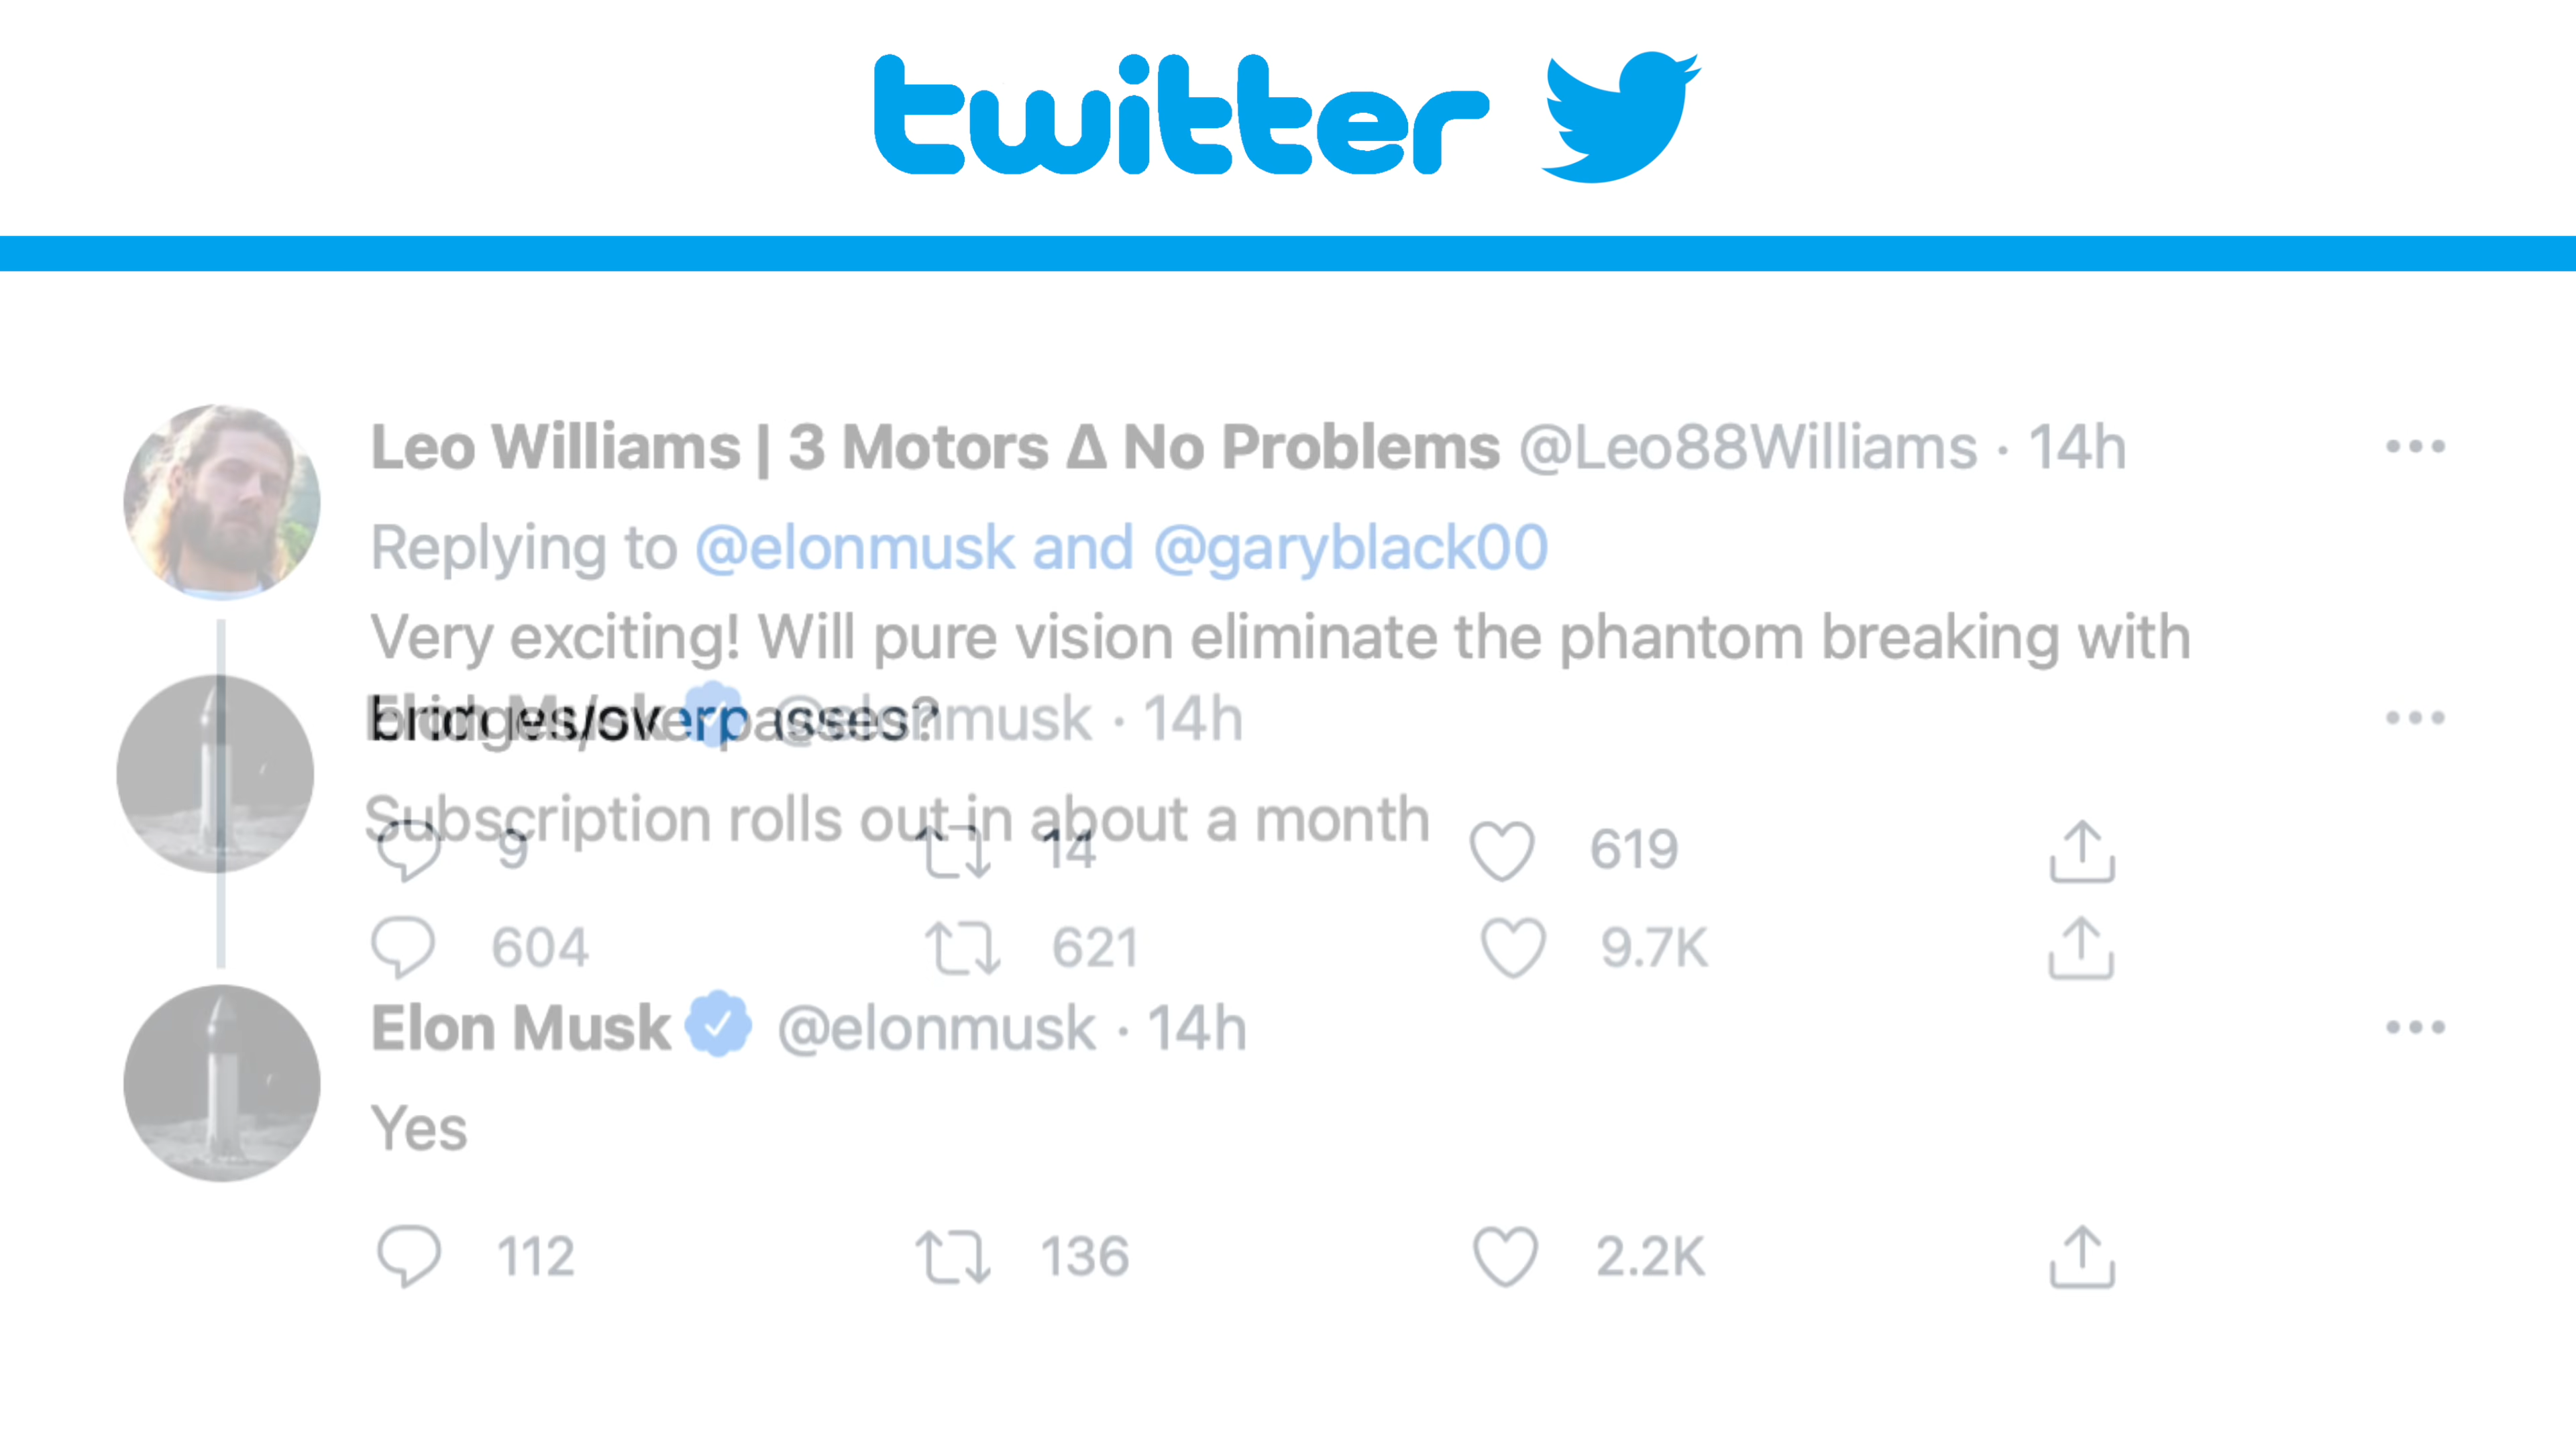 twitter
Leo Williams | 3 Motors Δ No Problems @Leo88Williams · 14h
Replying to @elonmusk and @garyblack00
Very exciting! Will pure vision eliminate the phantom breaking with
bridges/overpasses?
Elon Musk @elonmusk · 14h
Subscription rolls out in about a month
9 14 619
604 621 9.7K
Elon Musk @elonmusk · 14h
Yes
112 136 2.2K